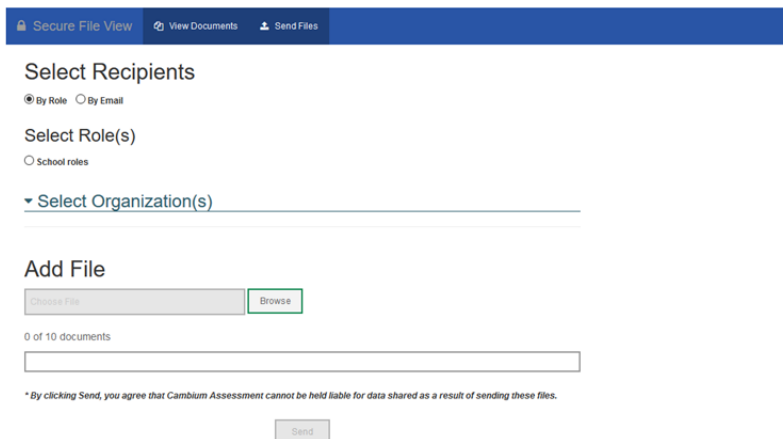 Secure File View
View Documents
Send Files
Select Recipients
By Role By Email
Select Role(s)
School roles
Select Organization(s)
Add File
Choose File
Browse
0 of 10 documents
* By clicking Send, you agree that Cambium Assessment cannot be held liable for data shared as a result of sending these files.
Send